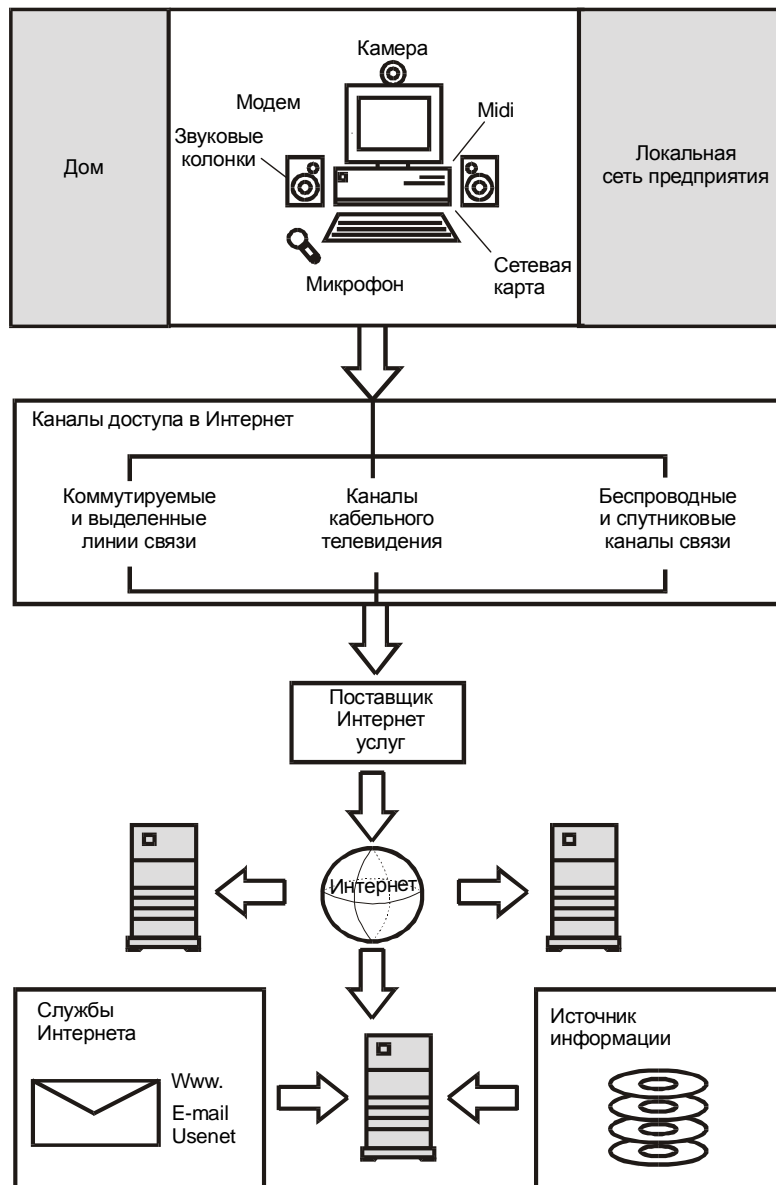 Камера
Модем
Midi
Звуковые
колонки
Дом
Локальная
сеть предприятия
Сетевая
карта
Микрофон
Каналы доступа в Интернет
Коммутируемые
и выделенные
линии связи
Каналы
кабельного
телевидения
Беспроводные
и спутниковые
каналы связи
Поставщик
Интернет
услуг
Интернет
Службы
Интернета
Www.
E-mail
Usenet
Источник
информации